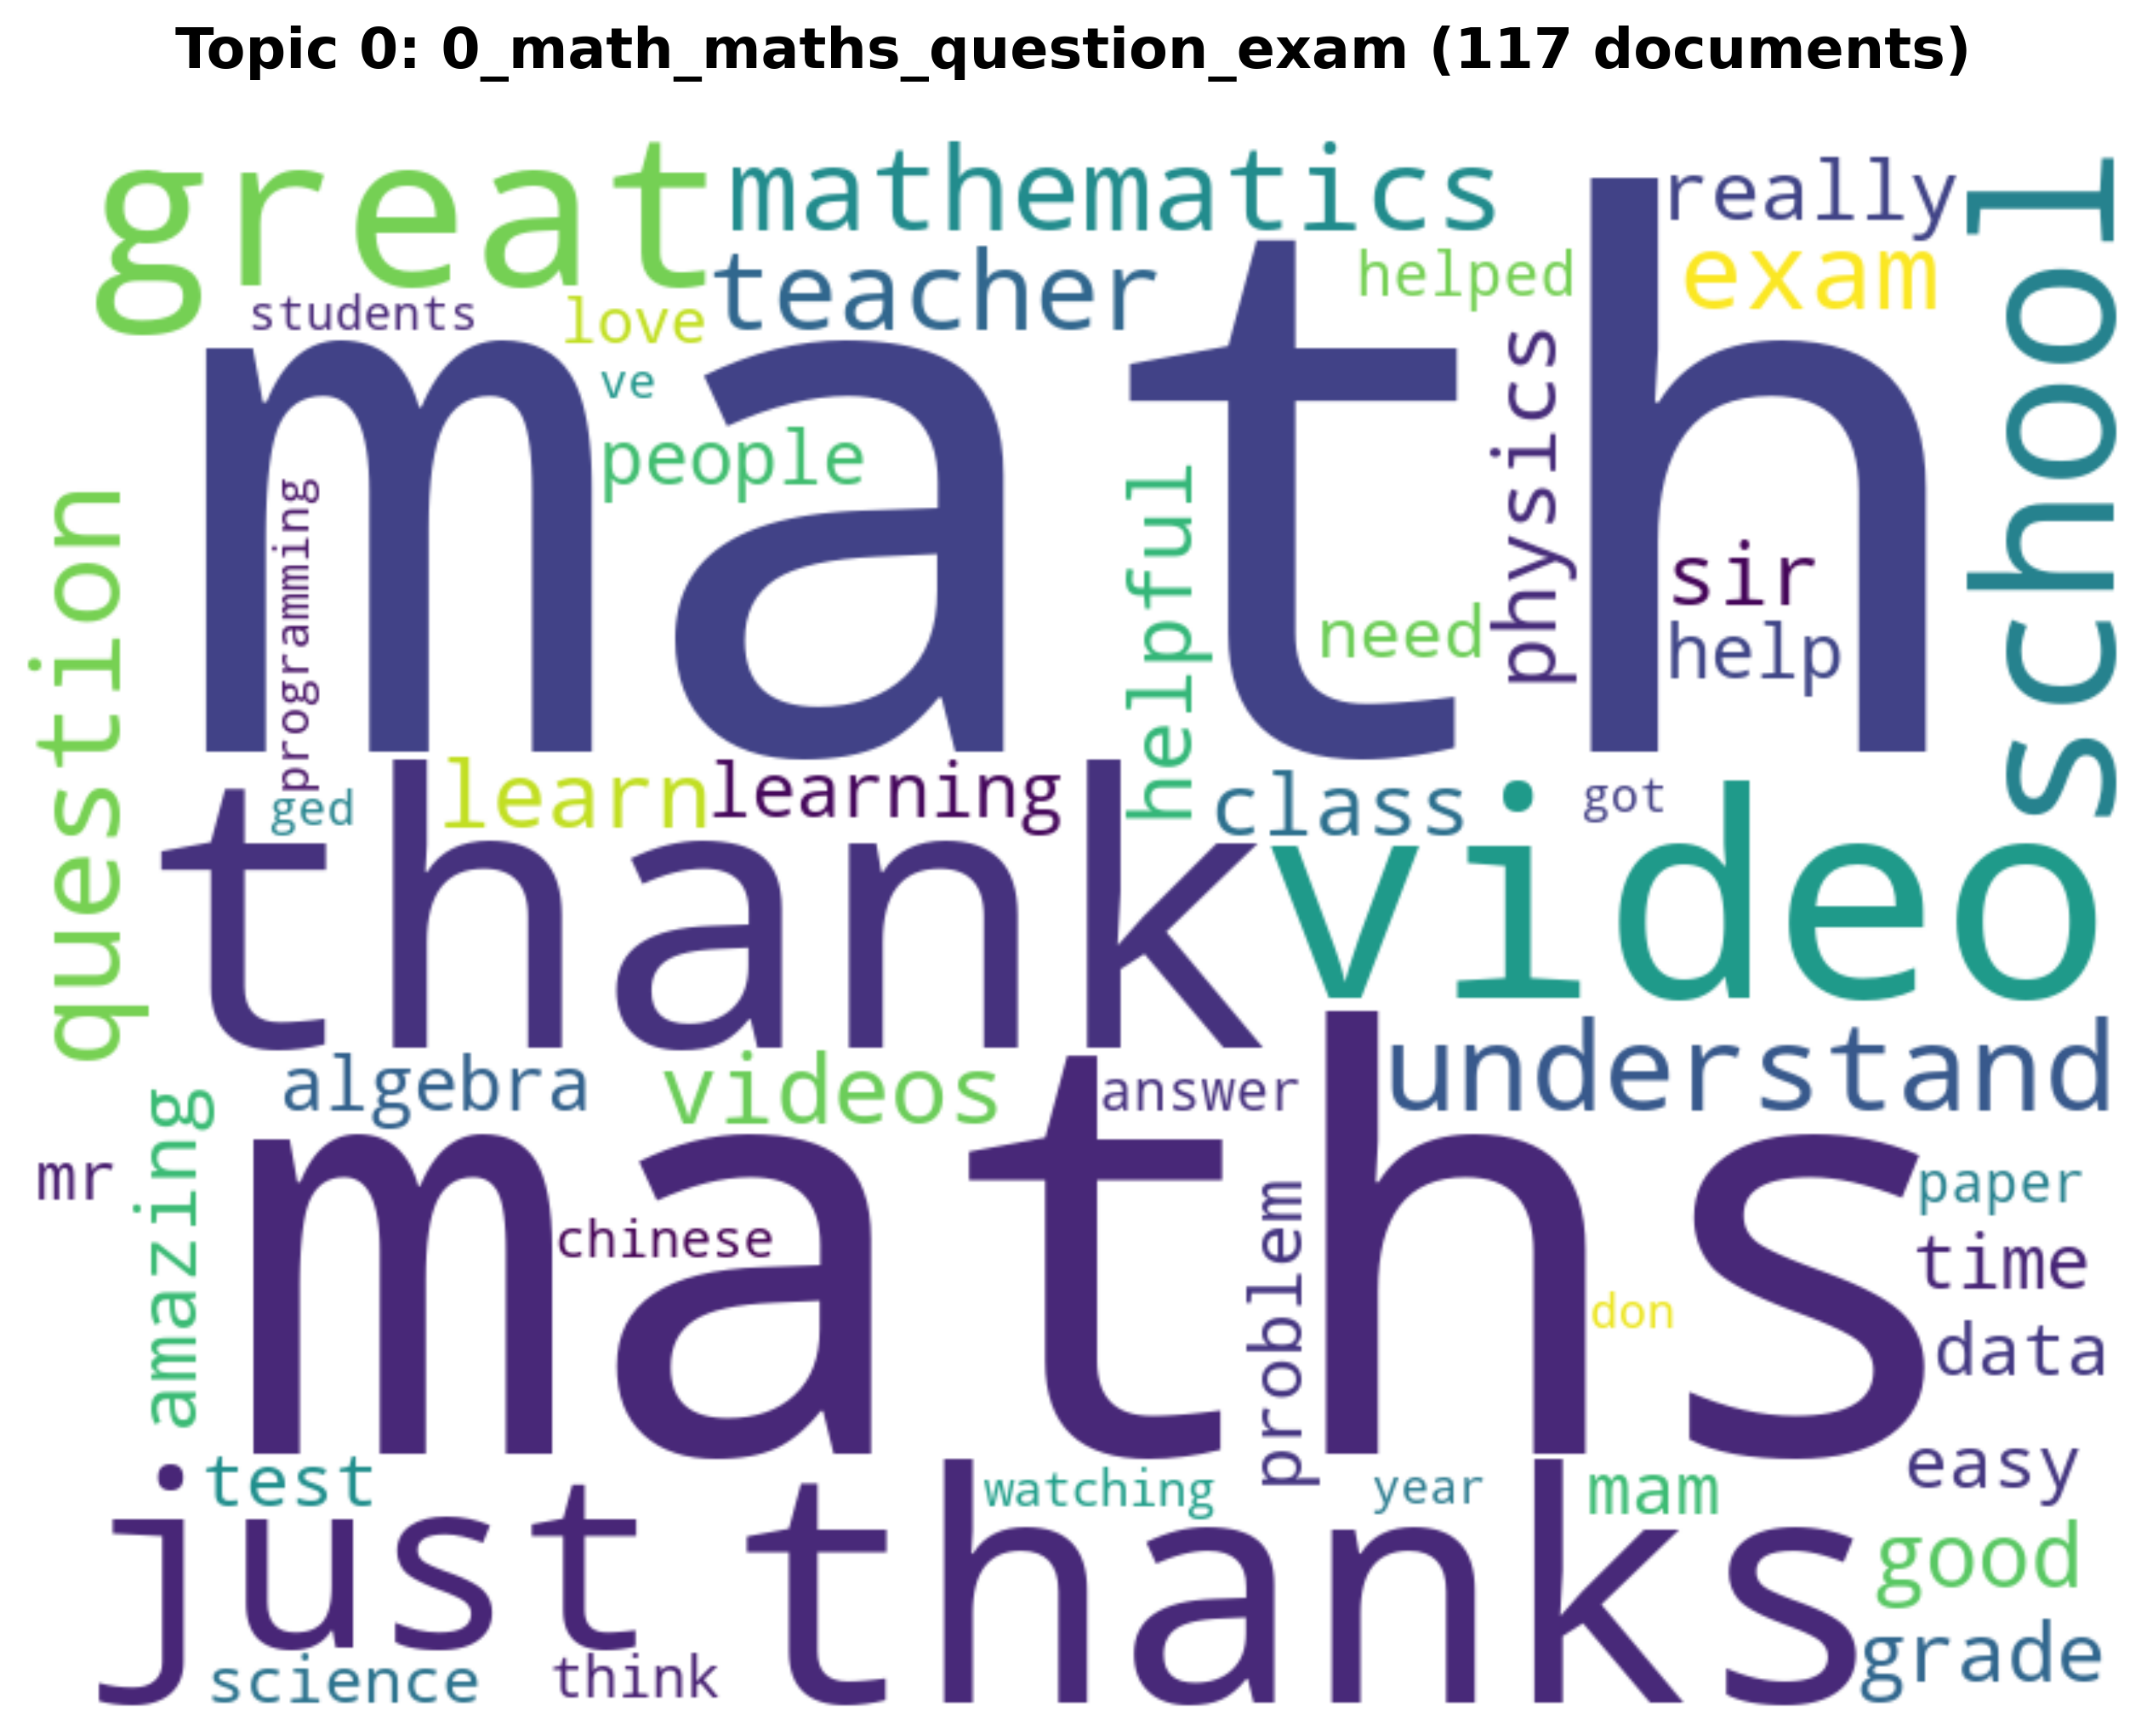 Topic 0: 0_math_maths_question_exam (117 documents)
great
mathematics
really
school
teacher
helped
exam
students
love
math
ve
people
physics
programming
question
helpful
sir
need
help
learn
learning
class
got
ged
thank
video
algebra
videos
answer
understand
amazing
mr
maths
paper
chinese
problem
time
don
data
easy
test
watching
year
mam
just
thanks
good
science
think
grade